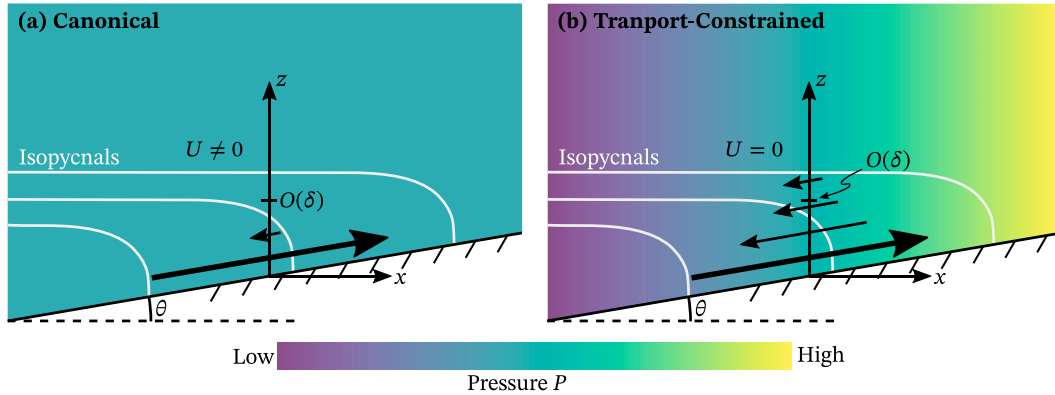 (a) Canonical
z
U ≠ 0
Isopycnals
O(δ)
x
θ
(b) Tranport-Constrained
z
U = 0
O(δ)
Isopycnals
x
θ
Low
High
Pressure P